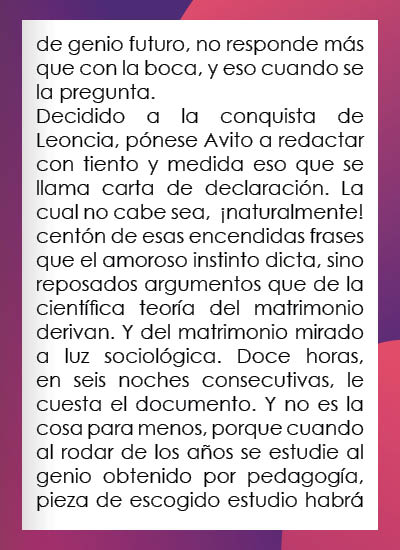 de genio futuro, no responde más
que con la boca, y eso cuando se
la pregunta.
Decidido a la conquista de
Leoncia, pónese Avito a redactar
con tiento y medida eso que se
llama carta de declaración. La
cual no cabe sea, ¡naturalmente!
centón de esas encendidas frases
que el amoroso instinto dicta, sino
reposados argumentos que de la
científica teoría del matrimonio
derivan. Y del matrimonio mirado
a luz sociológica. Doce horas,
en seis noches consecutivas, le
cuesta el documento. Y no es la
cosa para menos, porque cuando
al rodar de los años se estudie al
genio obtenido por pedagogía,
pieza de escogido estudio habrá